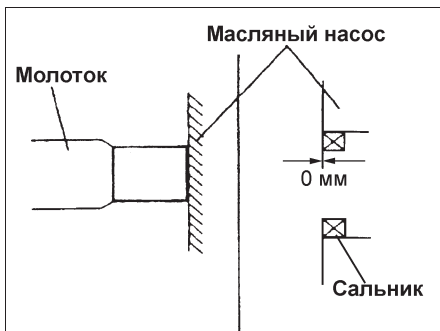 Масляный насос
Молоток
0 мм
Сальник